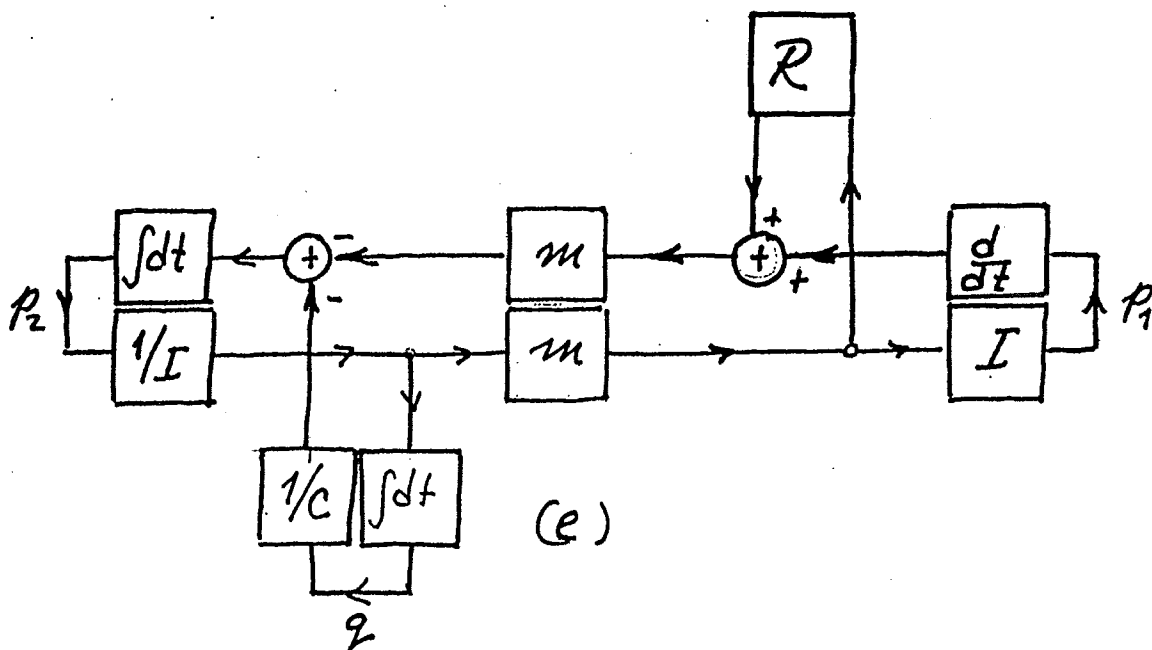 R
+
∫dt
+
-
m
+
+
d/dt
p₂
-
p₁
1/I
m
I
1/C
∫dt
(e)
q